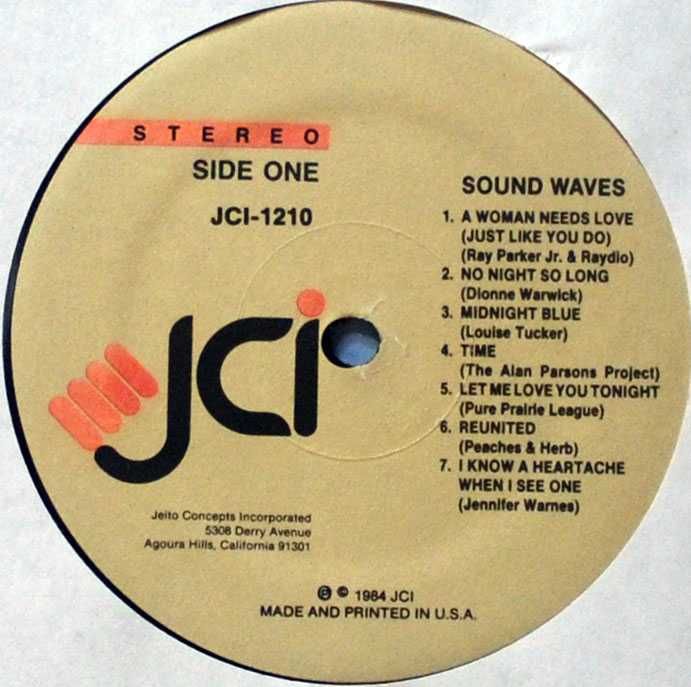 STEREO
SIDE ONE
JCI-1210
JCi
SOUND WAVES
1. A WOMAN NEEDS LOVE
(JUST LIKE YOU DO)
(Ray Parker Jr. & Raydio)
2. NO NIGHT SO LONG
(Dionne Warwick)
3. MIDNIGHT BLUE
(Louise Tucker)
4. TIME
(The Alan Parsons Project)
5. LET ME LOVE YOU TONIGHT
(Pure Prairie League)
6. REUNITED
(Peaches & Herb)
7. I KNOW A HEARTACHE
WHEN I SEE ONE
(Jennifer Warnes)
Jeito Concepts Incorporated
5308 Derry Avenue
Agoura Hills, California 91301
℗ © 1984 JCI
MADE AND PRINTED IN U.S.A.